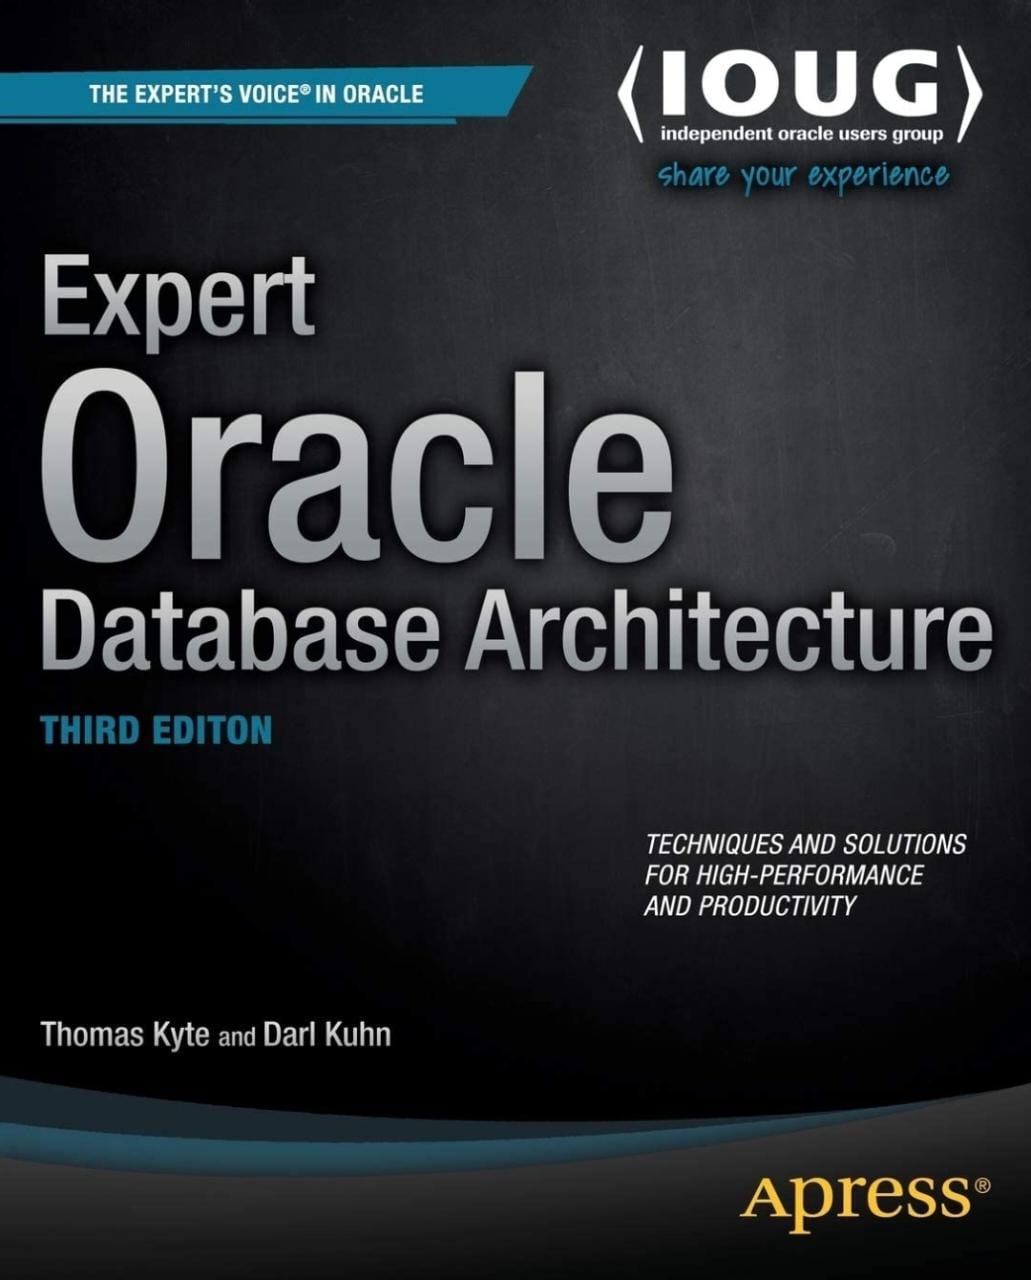 THE EXPERT'S VOICE® IN ORACLE
IOUG
independent oracle users group
share your experience
Expert
Oracle
Database Architecture
THIRD EDITON
TECHNIQUES AND SOLUTIONS
FOR HIGH-PERFORMANCE
AND PRODUCTIVITY
Thomas Kyte and Darl Kuhn
Apress®